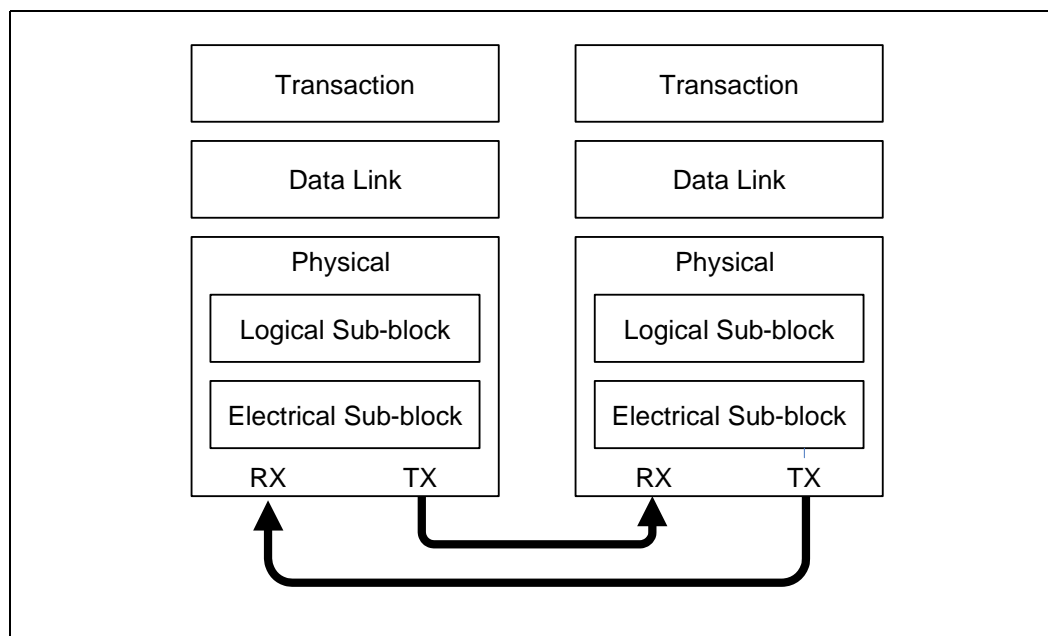 Transaction
Data Link
Physical
Logical Sub-block
Electrical Sub-block
RX TX
Transaction
Data Link
Physical
Logical Sub-block
Electrical Sub-block
RX TX